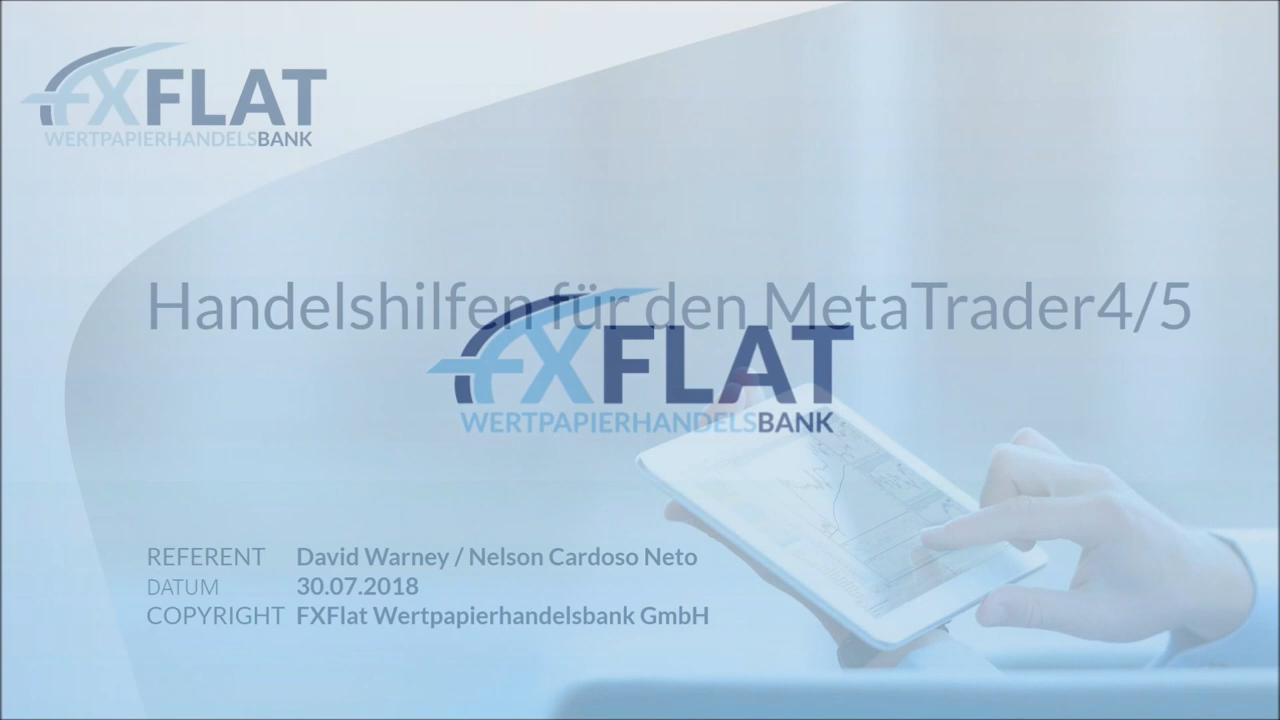 FXFLAT
WERTPAPIERHANDELSBANK
Handelshilfen für den MetaTrader4/5
FXFLAT
WERTPAPIERHANDELSBANK
REFERENT David Warney / Nelson Cardoso Neto
DATUM 30.07.2018
COPYRIGHT FXFlat Wertpapierhandelsbank GmbH